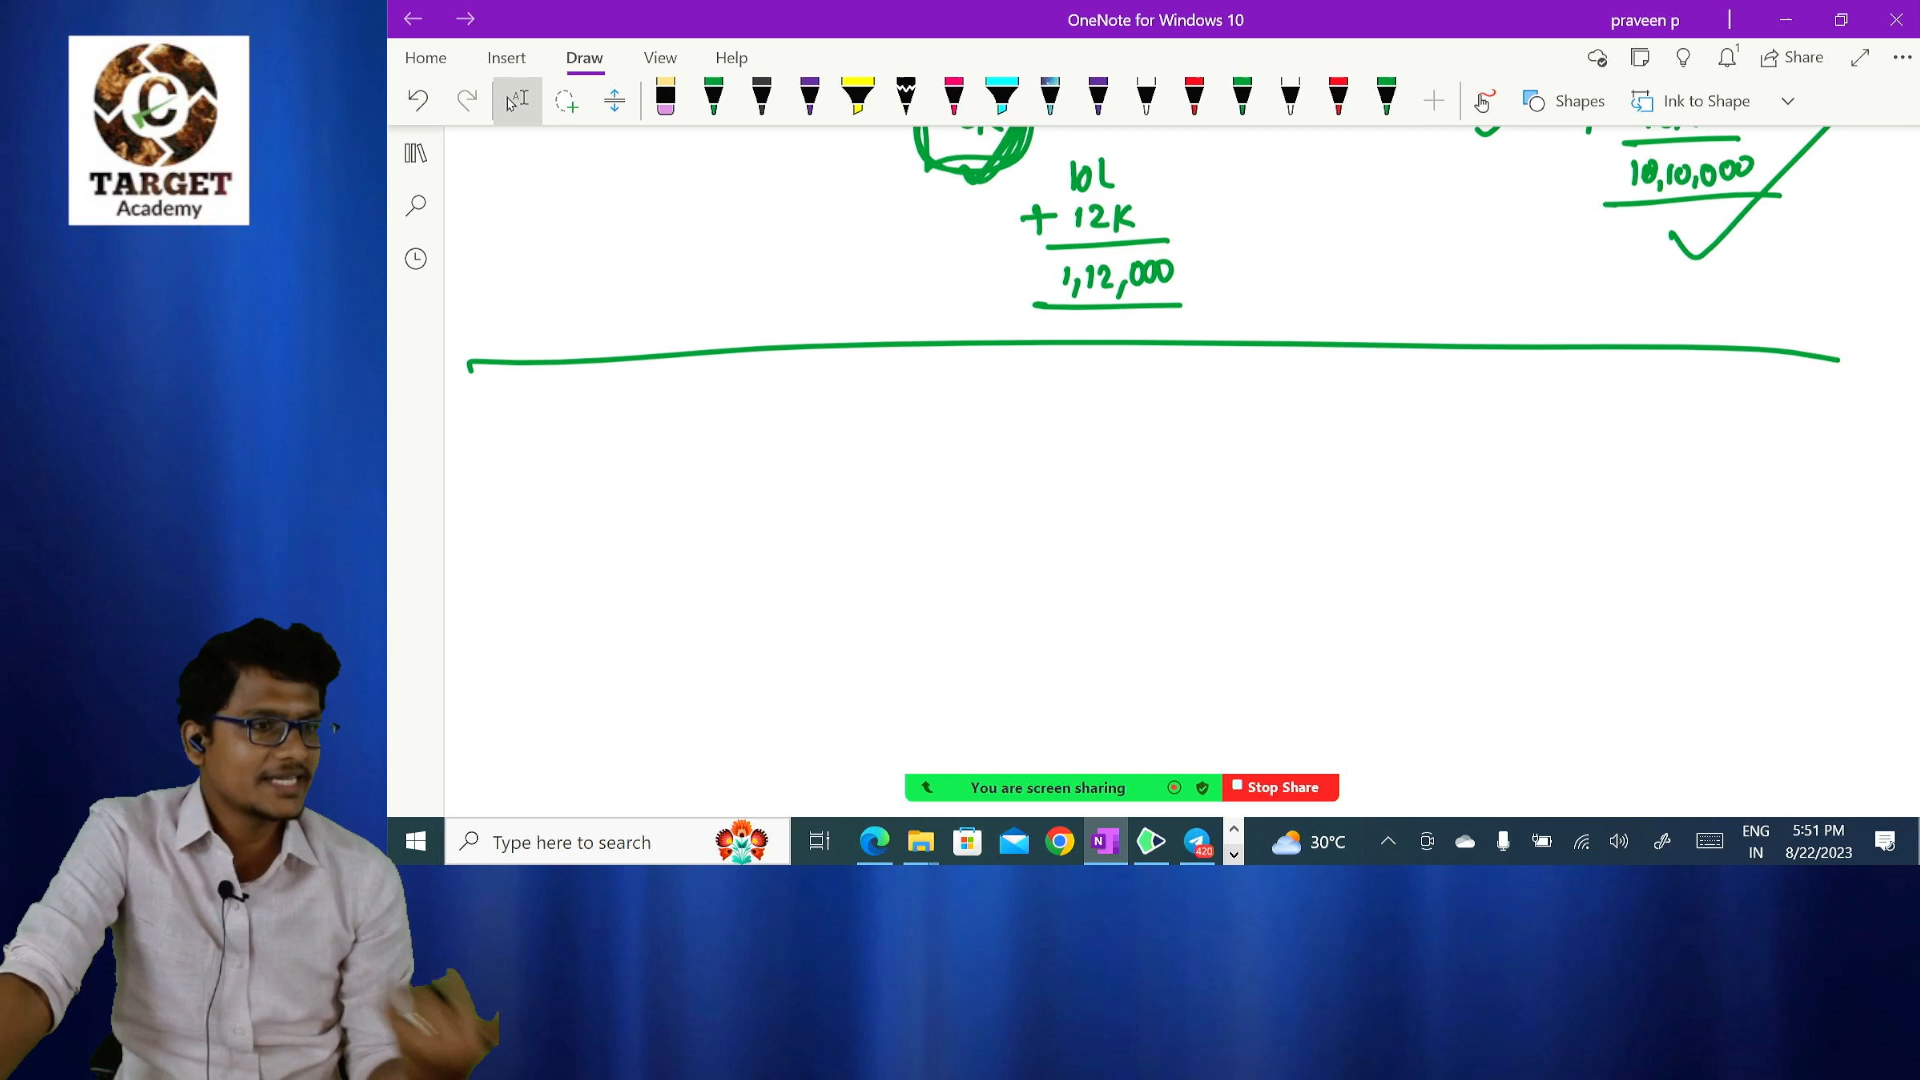 OneNote for Windows 10
praveen p
Home Insert Draw View Help
1
Share
Shapes
Ink to Shape
C
TARGET
Academy
10,10,000
+ 12K
1,12,000
You are screen sharing
Stop Share
Type here to search
N
420
30°C
ENG
IN
5:51 PM
8/22/2023